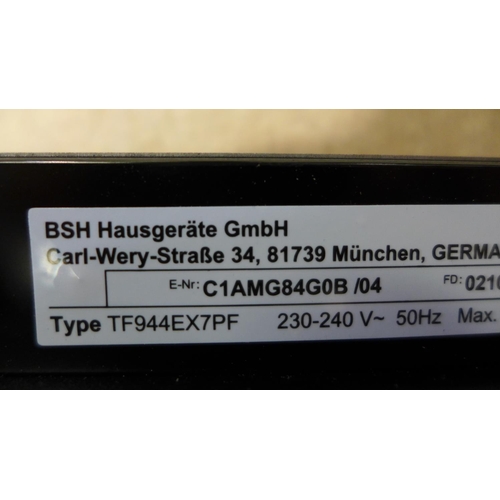 BSH Hausgeräte GmbH
Carl-Wery-Straße 34, 81739 München, GERMA
E-Nr: C1AMG84G0B /04 FD: 0210
Type TF944EX7PF 230-240 V~ 50Hz Max.